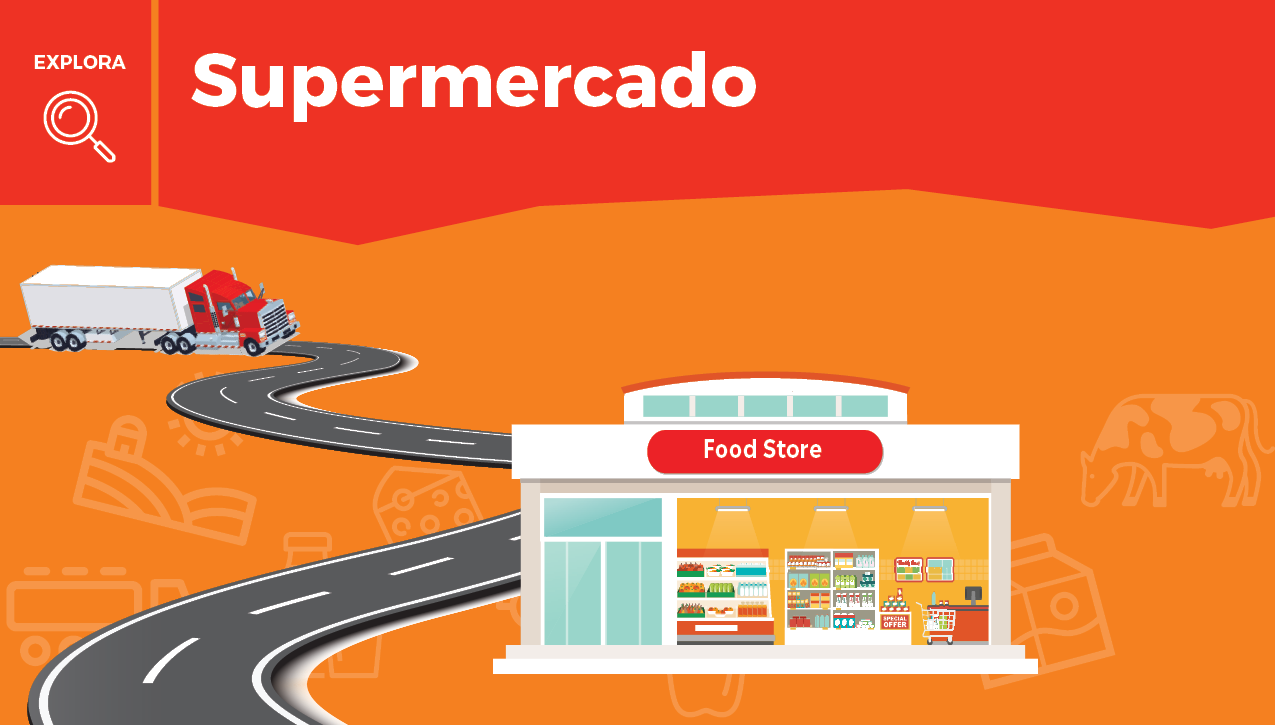 EXPLORA
Supermercado
Food Store
SPECIAL
OFFER